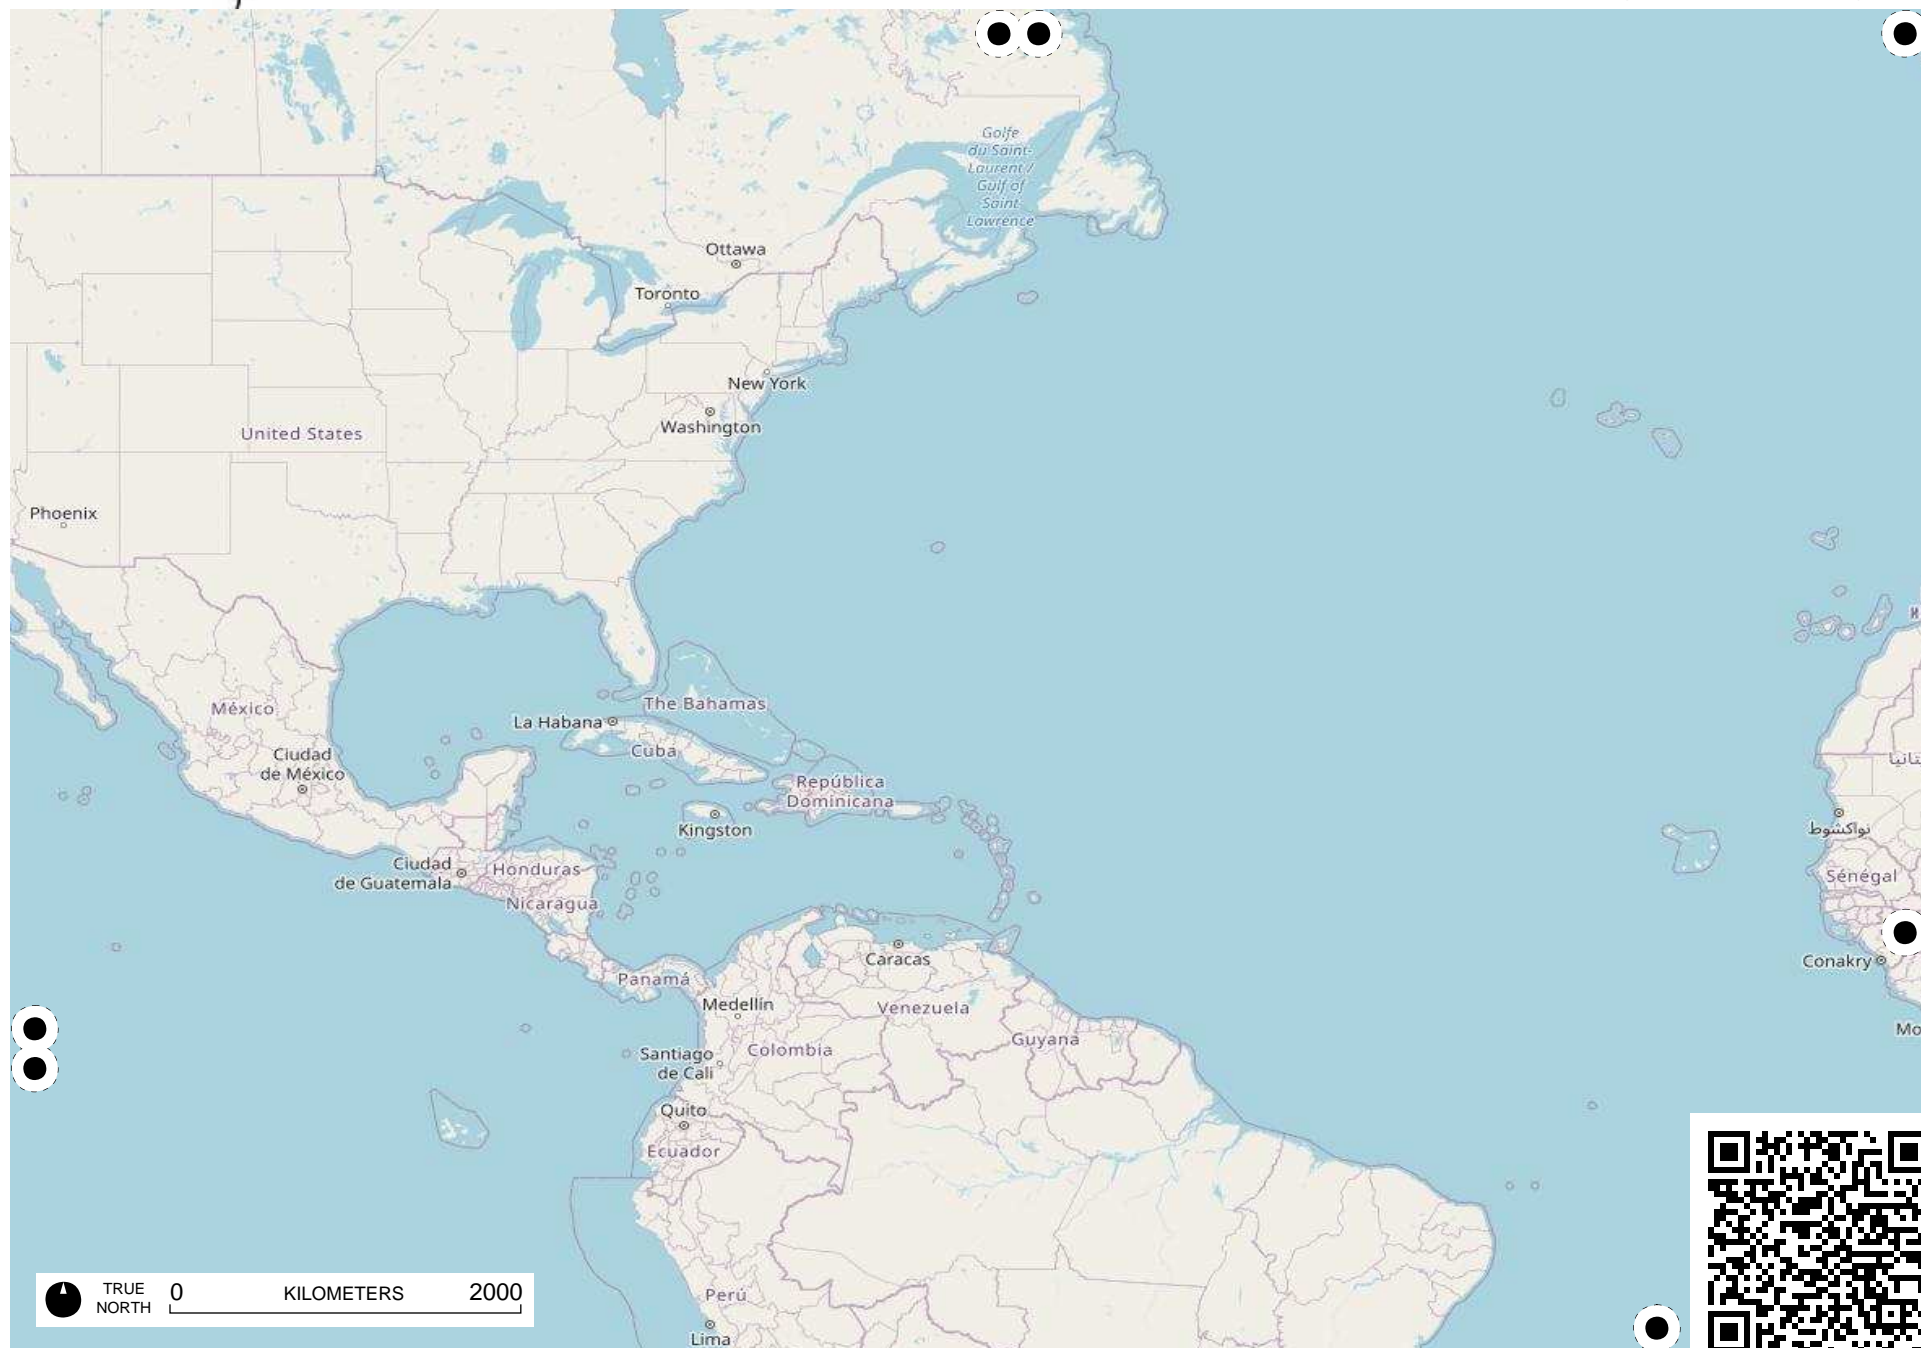 Golfe
du Saint-
Laurent /
Gulf of
Saint
Lawrence
Ottawa
Toronto
New York
Washington
United States
Phoenix
México
Ciudad
de México
La Habana
The Bahamas
Cuba
República
Dominicana
Kingston
Ciudad
de Guatemala
Honduras
Nicaragua
نواكشوط
Sénégal
Conakry
Caracas
Panamá
Medellín
Venezuela
Guyana
Colombia
Santiago
de Cali
Quito
Ecuador
Perú
Lima
TRUE
NORTH
0 KILOMETERS 2000